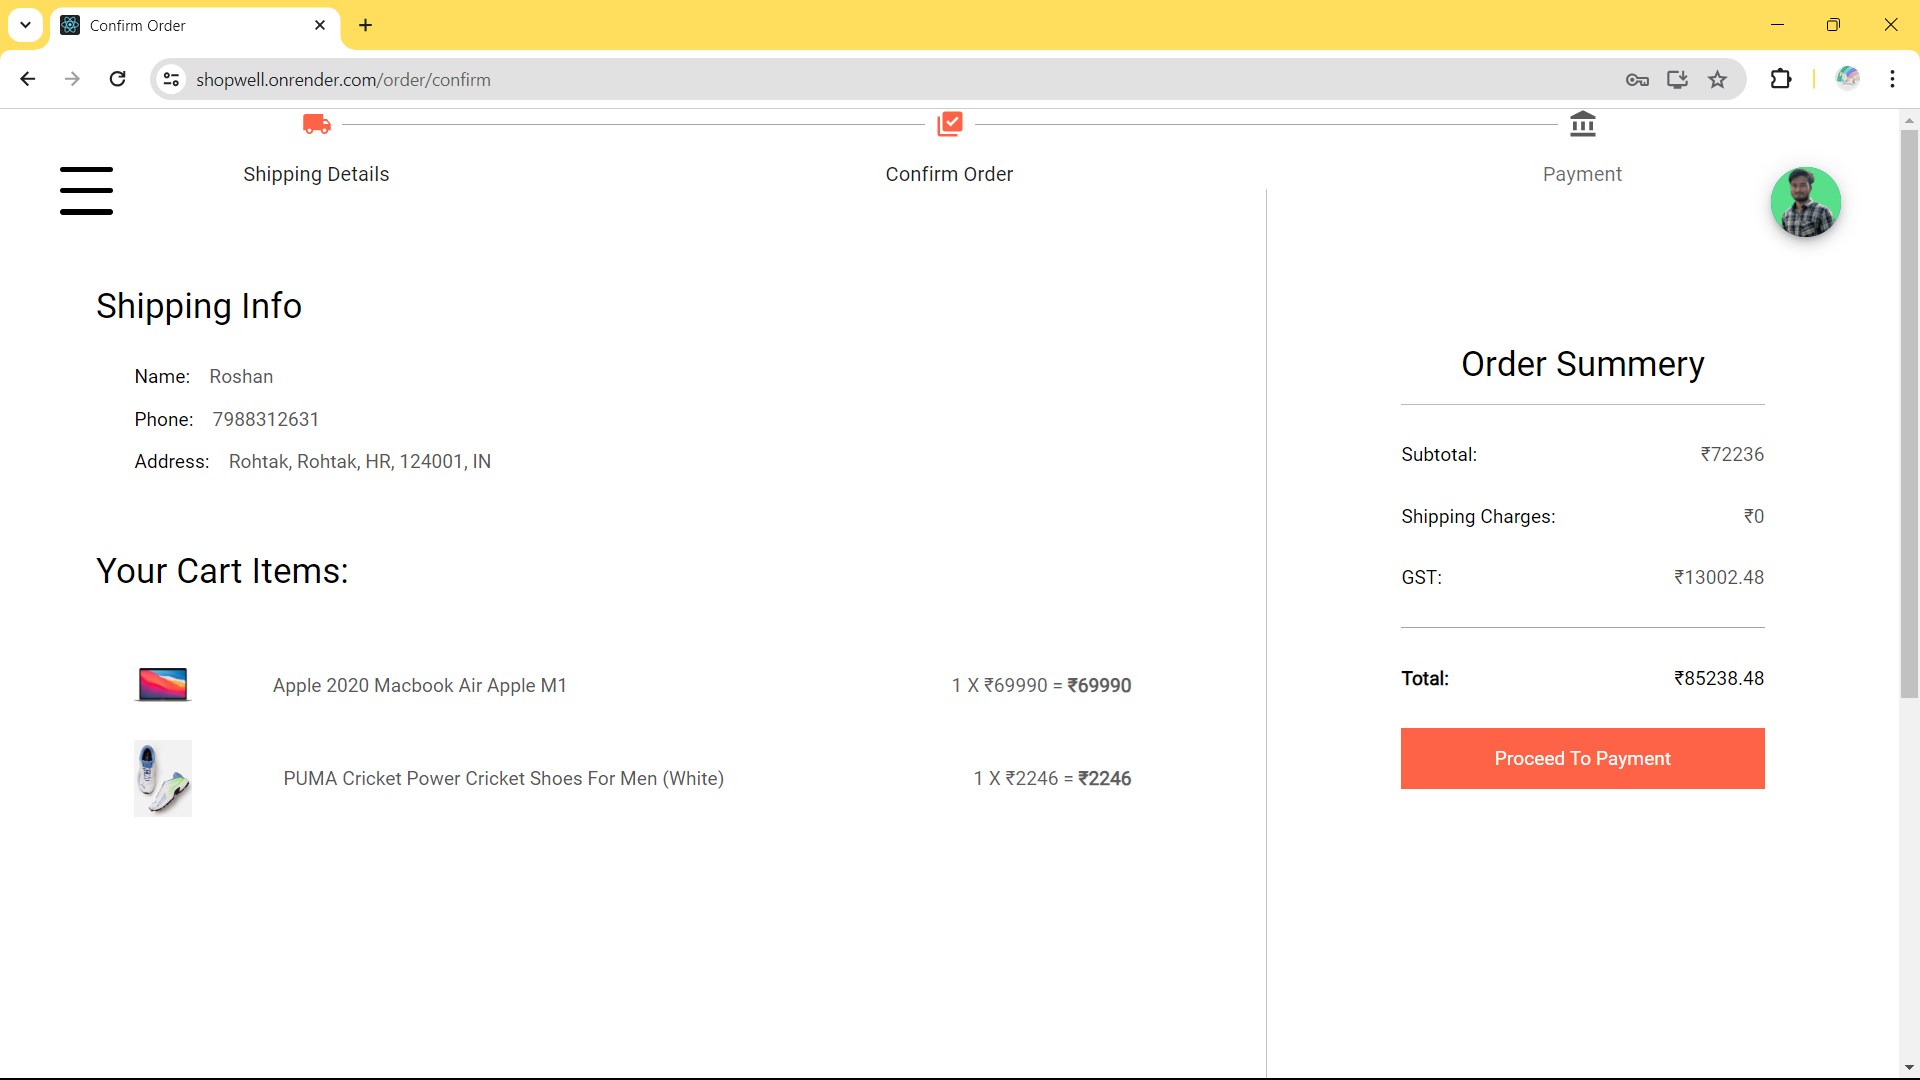 Confirm Order
shopwell.onrender.com/order/confirm
Shipping Details
Confirm Order
Payment
Shipping Info
Name: Roshan
Phone: 7988312631
Address: Rohtak, Rohtak, HR, 124001, IN
Your Cart Items:
Apple 2020 Macbook Air Apple M1 1 X ₹69990 = ₹69990
PUMA Cricket Power Cricket Shoes For Men (White) 1 X ₹2246 = ₹2246
Order Summery
Subtotal: ₹72236
Shipping Charges: ₹0
GST: ₹13002.48
Total: ₹85238.48
Proceed To Payment